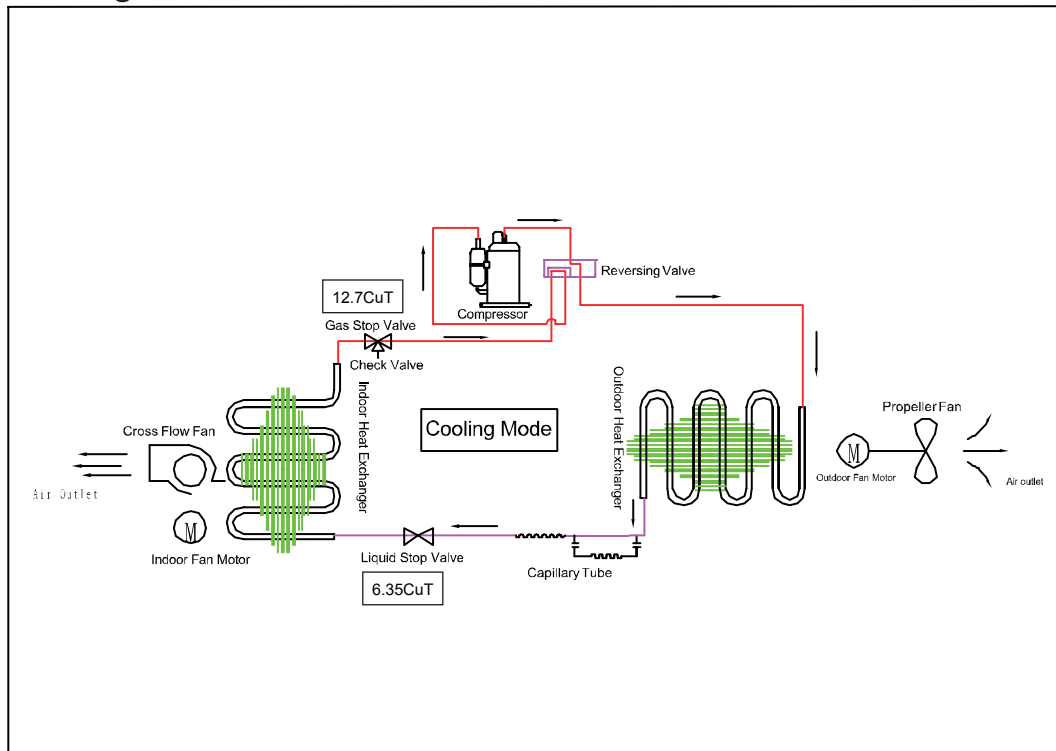 Reversing Valve
12.7CuT
Compressor
Gas Stop Valve
Check Valve
Indoor Heat Exchanger
Outdoor Heat Exchanger
Cooling Mode
Propeller Fan
Cross Flow Fan
M
Outdoor Fan Motor
Air outlet
Air Outlet
M
Indoor Fan Motor
Liquid Stop Valve
Capillary Tube
6.35CuT